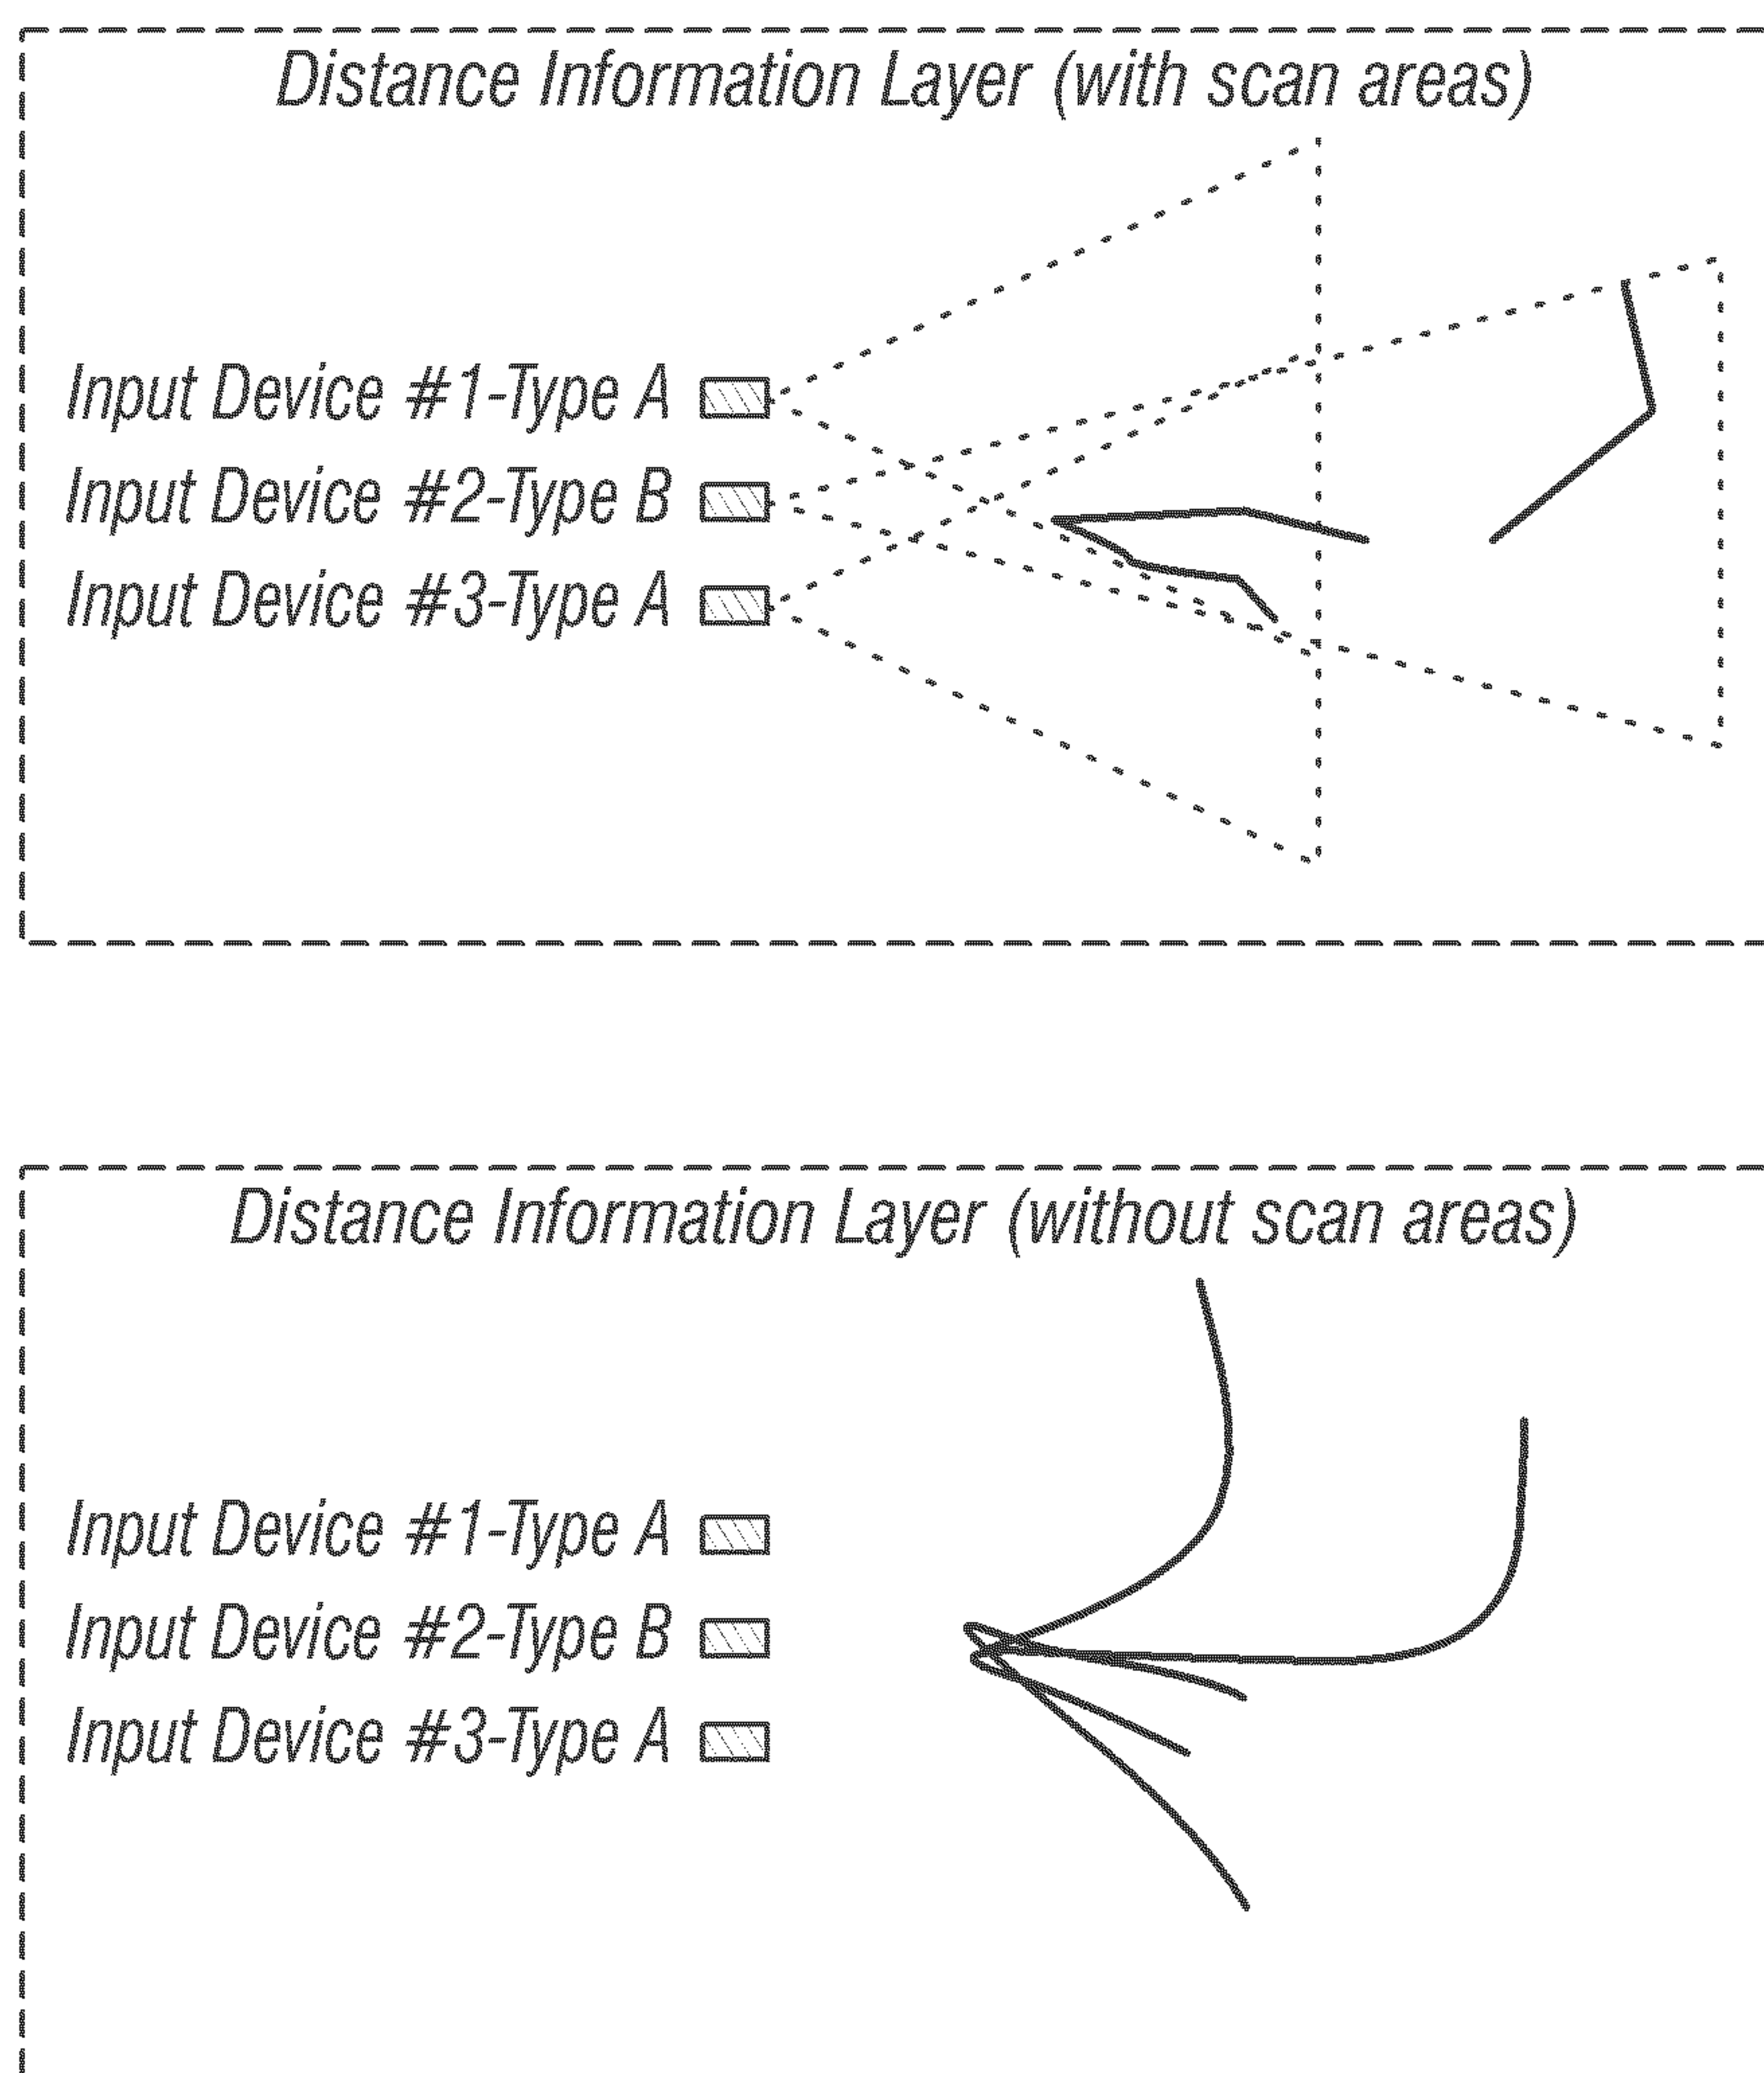 Distance Information Layer (with scan areas)
Input Device #1-Type A
Input Device #2-Type B
Input Device #3-Type A
Distance Information Layer (without scan areas)
Input Device #1-Type A
Input Device #2-Type B
Input Device #3-Type A